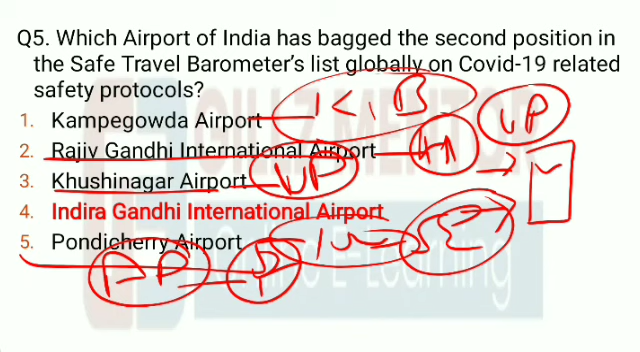 Q5. Which Airport of India has bagged the second position in
the Safe Travel Barometer's list globally on Covid-19 related
safety protocols?
1. Kampegowda Airport K, B
2. Rajiv Gandhi International Airport UP
3. Khushinagar Airport UP
4. Indira Gandhi International Airport
5. Pondicherry Airport
AP